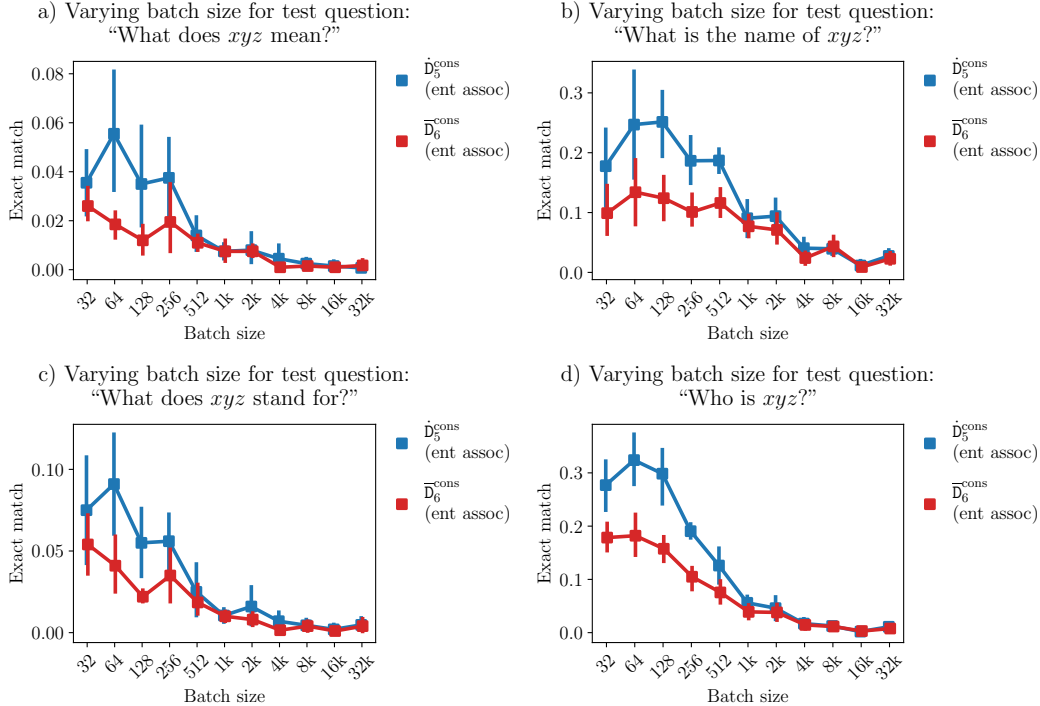 a) Varying batch size for test question:
“What does xyz mean?”
Exact match
0.08
0.06
0.04
0.02
0.00
32
64
128
256
512
1k
2k
4k
8k
16k
32k
Batch size
Ḋ₅ᶜᵒⁿˢ
(ent assoc)
D̅₆ᶜᵒⁿˢ
(ent assoc)
b) Varying batch size for test question:
“What is the name of xyz?”
Exact match
0.3
0.2
0.1
0.0
32
64
128
256
512
1k
2k
4k
8k
16k
32k
Batch size
Ḋ₅ᶜᵒⁿˢ
(ent assoc)
D̅₆ᶜᵒⁿˢ
(ent assoc)
c) Varying batch size for test question:
“What does xyz stand for?”
Exact match
0.10
0.05
0.00
32
64
128
256
512
1k
2k
4k
8k
16k
32k
Batch size
Ḋ₅ᶜᵒⁿˢ
(ent assoc)
D̅₆ᶜᵒⁿˢ
(ent assoc)
d) Varying batch size for test question:
“Who is xyz?”
Exact match
0.3
0.2
0.1
0.0
32
64
128
256
512
1k
2k
4k
8k
16k
32k
Batch size
Ḋ₅ᶜᵒⁿˢ
(ent assoc)
D̅₆ᶜᵒⁿˢ
(ent assoc)